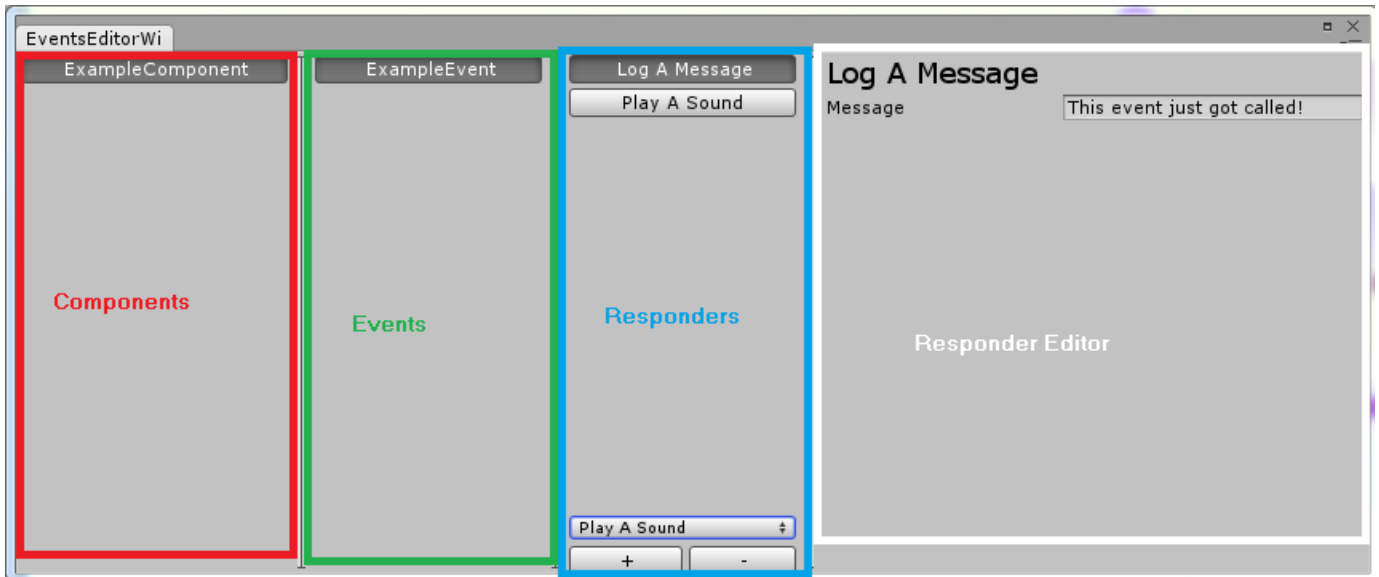 EventsEditorWi
ExampleComponent
ExampleEvent
Log A Message
Play A Sound
Log A Message
Message
This event just got called!
Components
Events
Responders
Responder Editor
Play A Sound
+
-